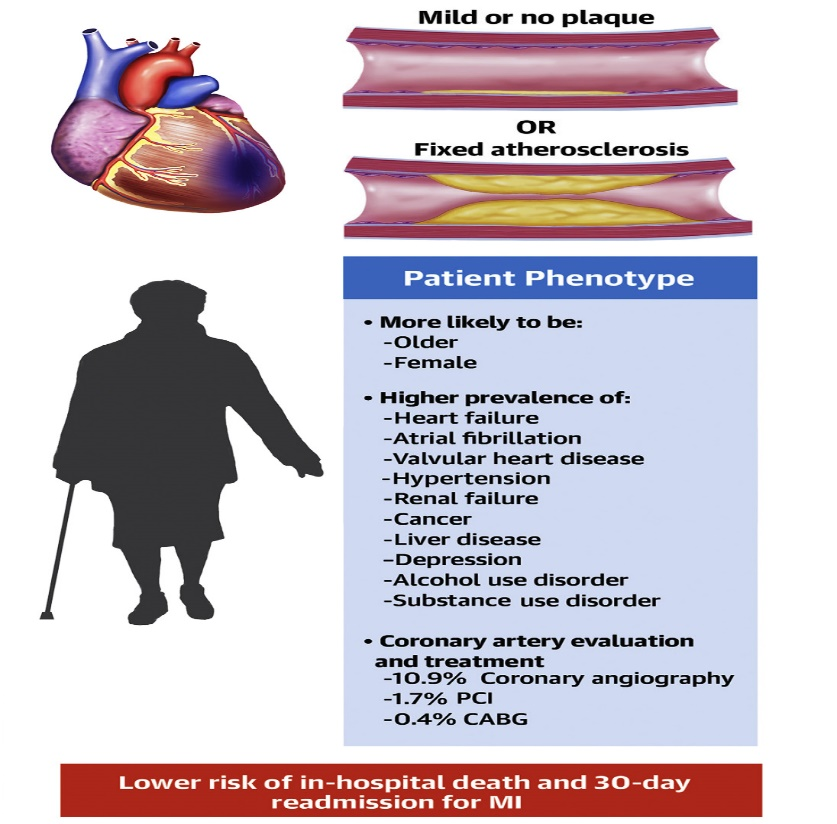 Mild or no plaque
OR
Fixed atherosclerosis
Patient Phenotype
• More likely to be:
-Older
-Female
• Higher prevalence of:
-Heart failure
-Atrial fibrillation
-Valvular heart disease
-Hypertension
-Renal failure
-Cancer
-Liver disease
-Depression
-Alcohol use disorder
-Substance use disorder
• Coronary artery evaluation
and treatment
-10.9% Coronary angiography
-1.7% PCI
-0.4% CABG
Lower risk of in-hospital death and 30-day
readmission for MI